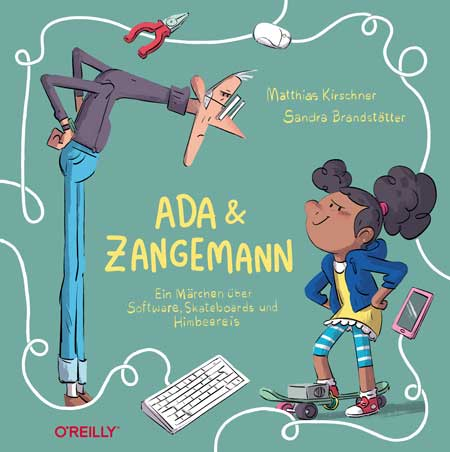 Matthias Kirschner
Sandra Brandstätter
ADA &
ZANGEMANN
Ein Märchen über
Software, Skateboards und
Himbeereis
O'REILLY®